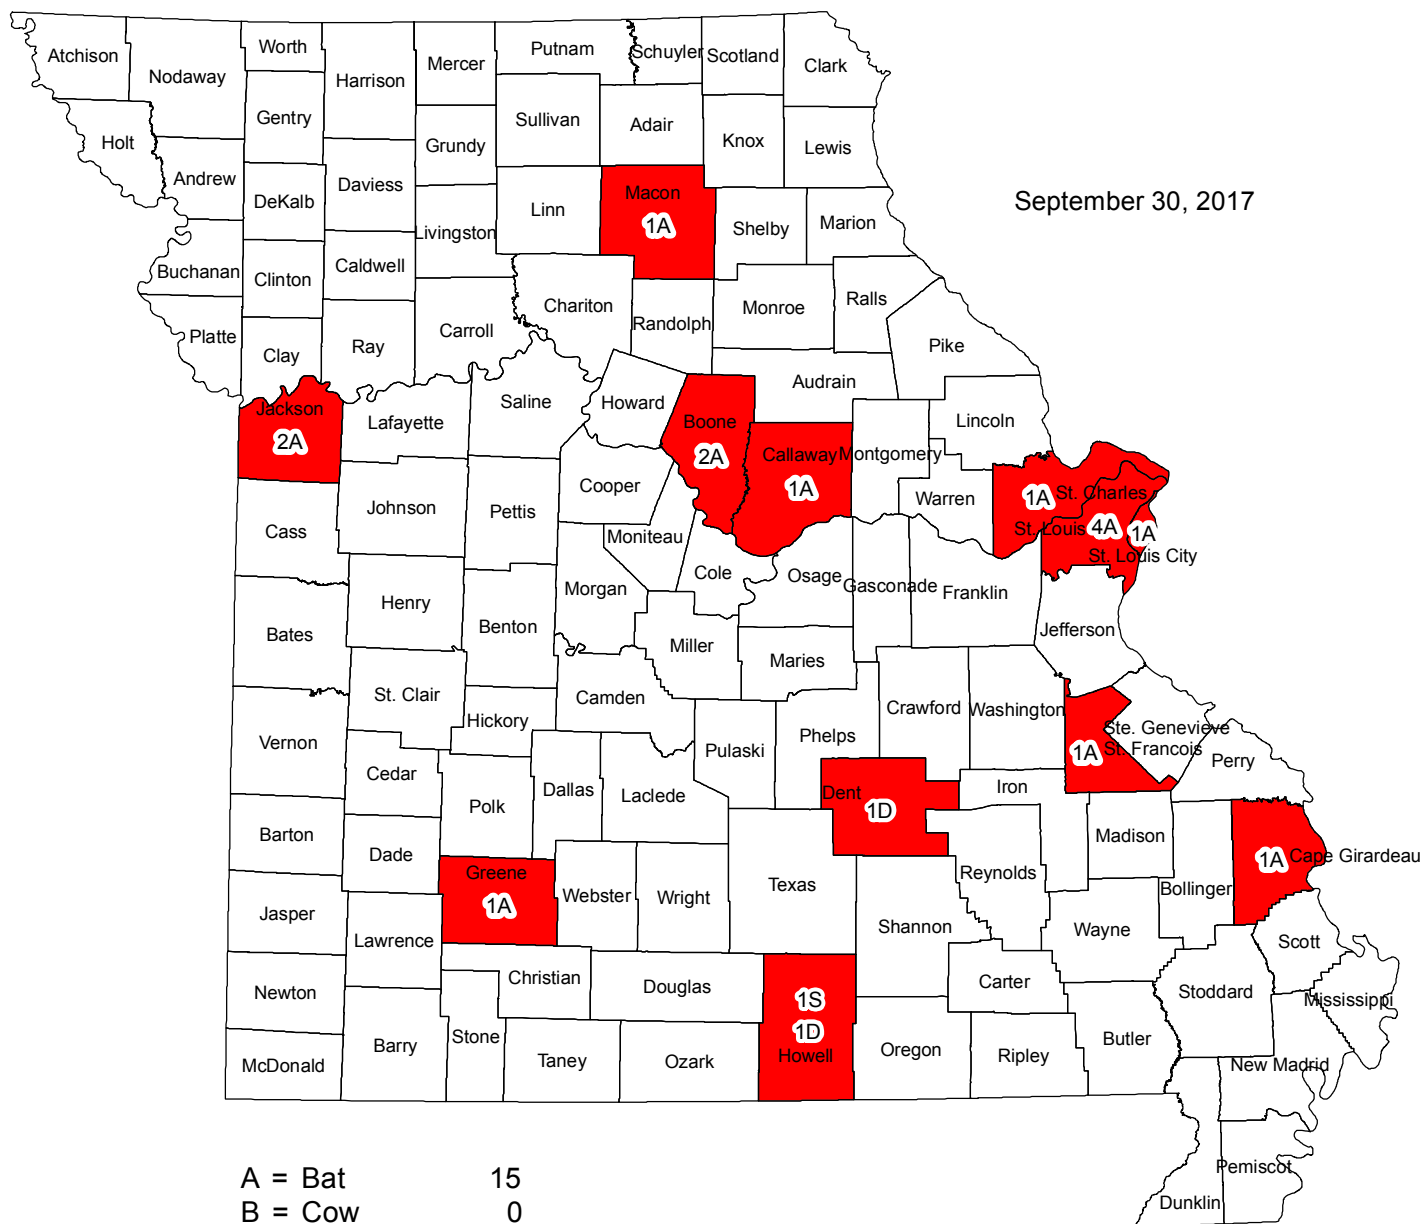 Atchison
Nodaway
Worth
Harrison
Mercer
Putnam
Schuyler
Scotland
Clark
Holt
Gentry
Sullivan
Adair
Knox
Lewis
Grundy
Andrew
DeKalb
Daviess
Livingston
Linn
Macon
1A
Shelby
Marion
September 30, 2017
Buchanan
Clinton
Caldwell
Chariton
Randolph
Monroe
Ralls
Platte
Clay
Ray
Carroll
Pike
Audrain
Jackson
2A
Lafayette
Saline
Howard
Boone
2A
Callaway
1A
Montgomery
Lincoln
Warren
1A
St. Charles
St. Louis
4A
1A
St. Louis City
Cass
Johnson
Pettis
Cooper
Moniteau
Cole
Osage
Gasconade
Franklin
Jefferson
Bates
Henry
Benton
Morgan
Miller
Maries
St. Clair
Hickory
Camden
Pulaski
Phelps
Crawford
Washington
Ste. Genevieve
1A
St. Francois
Perry
Vernon
Cedar
Polk
Dallas
Laclede
Dent
1D
Iron
Madison
Barton
Dade
Greene
1A
Webster
Wright
Texas
Reynolds
Bollinger
1A
Cape Girardeau
Jasper
Lawrence
Shannon
Wayne
Scott
Newton
Christian
Douglas
1S
1D
Howell
Carter
Stoddard
Mississippi
McDonald
Barry
Stone
Taney
Ozark
Oregon
Ripley
Butler
New Madrid
Pemiscot
Dunklin
A = Bat 15
B = Cow 0